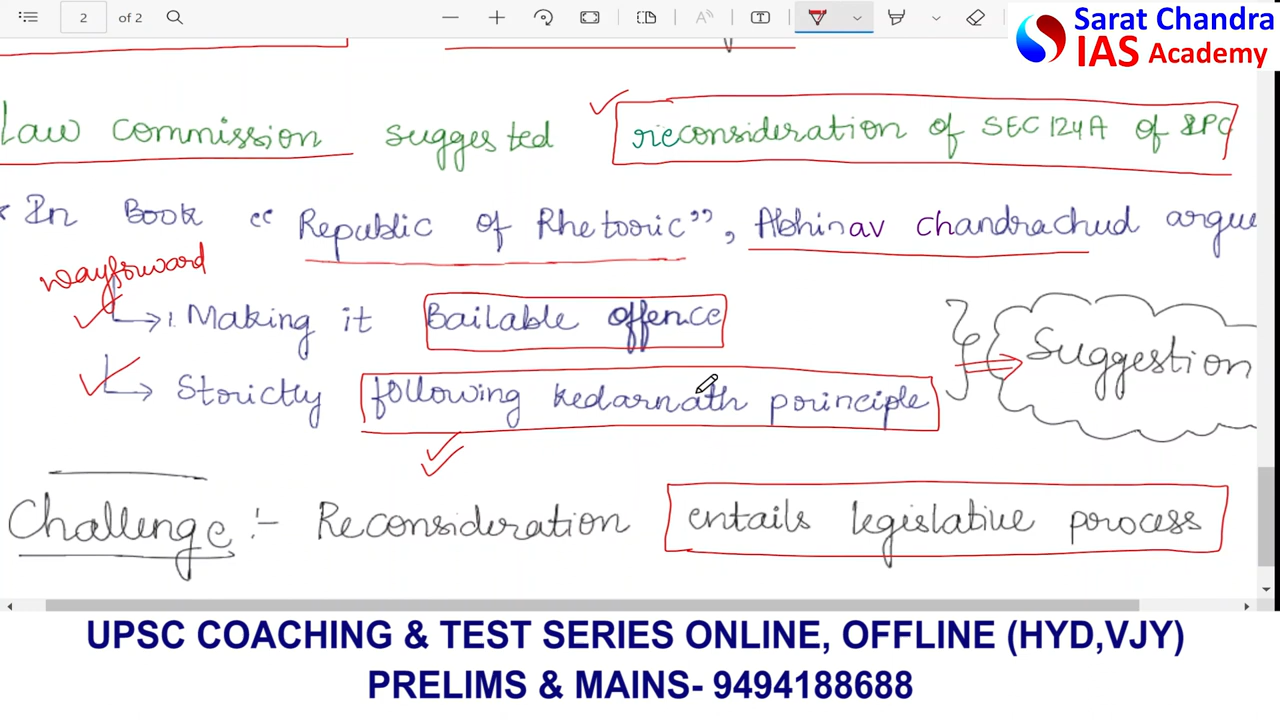 2 of 2
Sarat Chandra
IAS Academy
Law commission suggested reconsideration of SEC 124A of IPC
* In Book "Republic of Rhetoric", Abhinav Chandrachud argue
wayforward
1. Making it Bailable offence
Strictly following kedarnath principle
Suggestion
Challenge :- Reconsideration entails legislative process
UPSC COACHING & TEST SERIES ONLINE, OFFLINE (HYD,VJY)
PRELIMS & MAINS- 9494188688